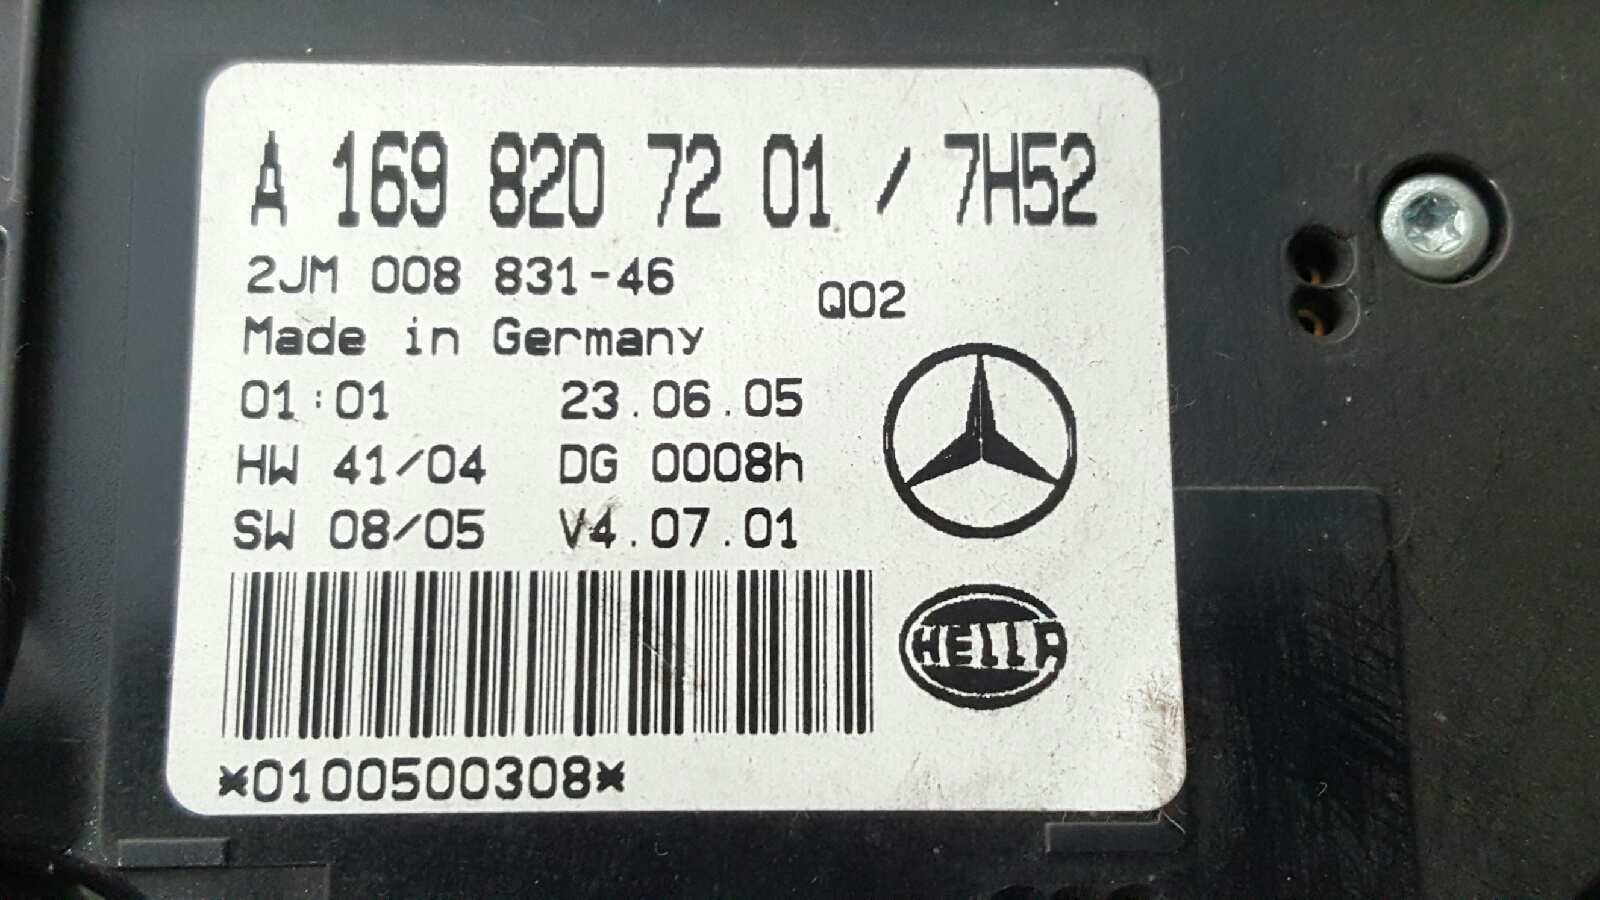 A 169 820 72 01 / 7H52
2JM 008 831-46 Q02
Made in Germany
01:01 23.06.05
HW 41/04 DG 0008h
SW 08/05 V4.07.01
HELLA
*0100500308*